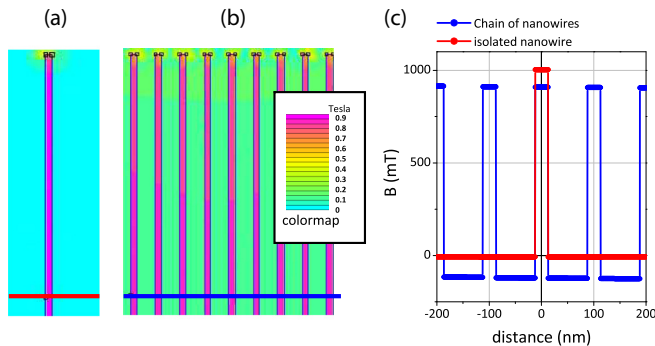 (a)
(b)
(c)
Chain of nanowires
isolated nanowire
Tesla
0.9
0.8
0.7
0.6
0.5
0.4
0.3
0.2
0.1
0
colormap
1000
500
0
B (mT)
-200 -100 0 100 200
distance (nm)